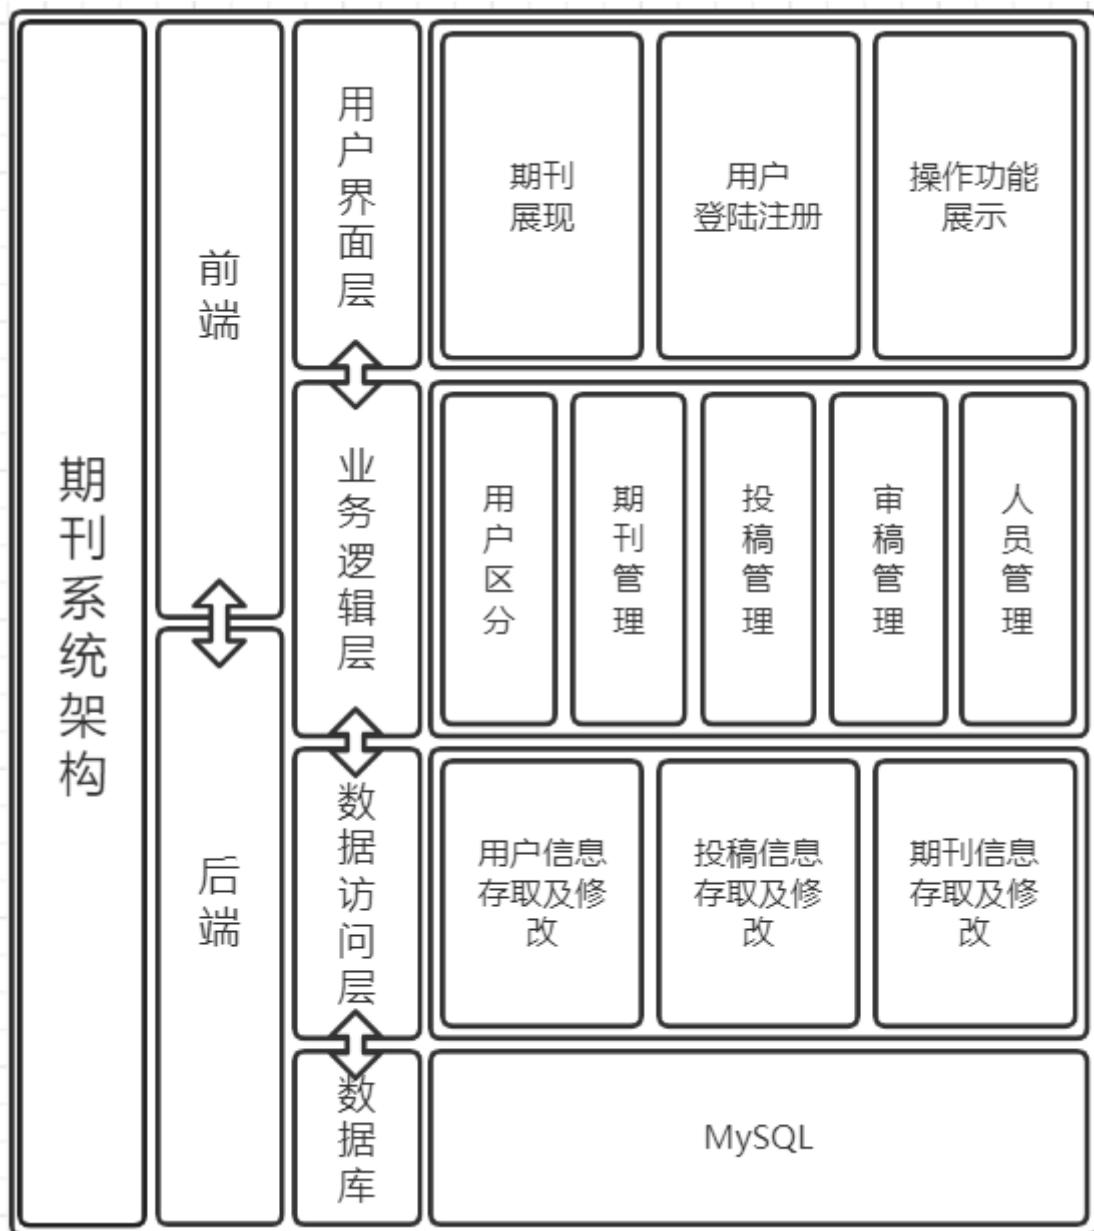 期刊系统架构
前端
后端
用户界面层
期刊
展现
用户
登陆注册
操作功能
展示
业务逻辑层
用户区分
期刊管理
投稿管理
审稿管理
人员管理
数据访问层
用户信息
存取及修
改
投稿信息
存取及修
改
期刊信息
存取及修
改
数据库
MySQL